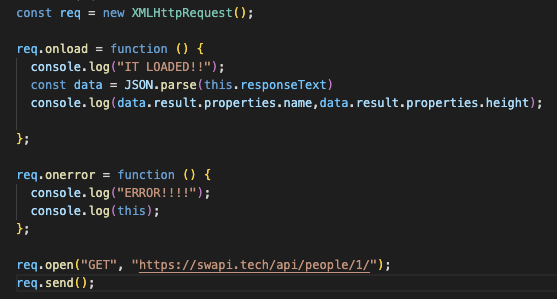 const req = new XMLHttpRequest();
req.onload = function () {
console.log("IT LOADED!!");
const data = JSON.parse(this.responseText)
console.log(data.result.properties.name,data.result.properties.height);
};
req.onerror = function () {
console.log("ERROR!!!!");
console.log(this);
};
req.open("GET", "https://swapi.tech/api/people/1/");
req.send();